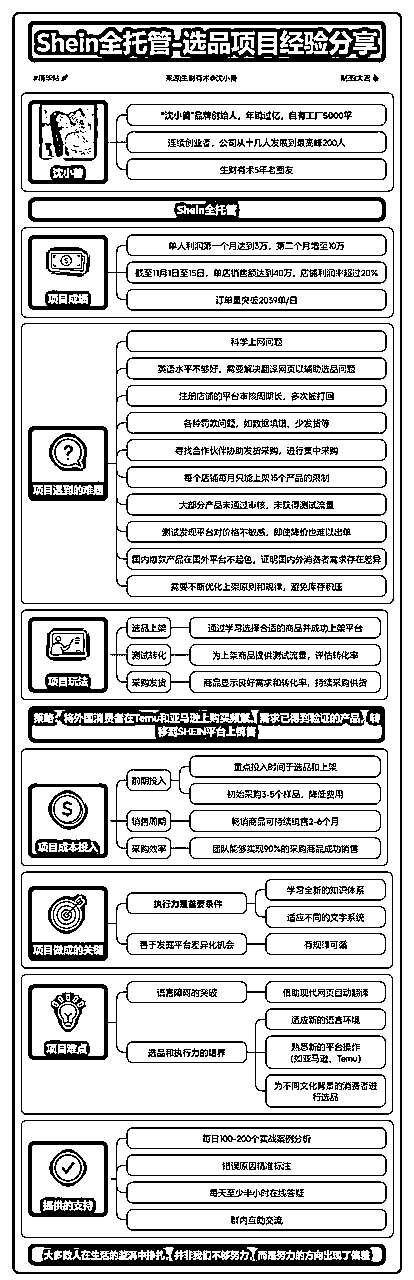 Shein全托管-选品项目经验分享
沈小善
“沈小善”品牌创始人，年销过亿，自有工厂5000平
连续创业者，公司从十几人发展到最高峰200人
生财有术5年老圈友
Shein全托管
项目成绩
单人利润第一个月达到3万，第二个月增至10万
截至11月1日至15日，单店销售额达到40万，店铺利润率超过20%
订单量突破2039单/日
项目遇到的难题
科学上网问题
英语水平不够好，需要解决翻译网页以辅助选品问题
注册店铺的平台审核周期长，多次被打回
各种罚款问题，如数据填错、少发货等
寻找合作伙伴协助发货采购，进行集中采购
每个店铺每月只能上架15个产品的限制
大部分产品未通过审核，未获得测试流量
测试发现平台对价格不敏感，即使降价也难以出单
国内爆款产品在国外平台不起色，证明国内外消费者需求存在差异
需要不断优化上架原则和规律，避免库存积压
项目玩法
选品上架
通过学习选择合适的商品并成功上架平台
测试转化
为上架商品提供测试流量，评估转化率
采购发货
商品显示良好需求和转化率，持续采购供货
策略：将外国消费者在Temu和亚马逊上购买频繁、需求已得到验证的产品，转
移到SHEIN平台上销售
项目成本投入
前期投入
重点投入时间于选品和上架
初始采购3-5个样品，降低费用
销售周期
畅销商品可持续销售2-6个月
采购效率
团队能够实现90%的采购商品成功销售
项目做成的关键
执行力是首要条件
学习全新的知识体系
适应不同的文字系统
善于发掘平台差异化机会
有规律可循
项目难点
语言障碍的突破
借助现代网页自动翻译
选品和执行力的培养
适应新的语言环境
熟悉新的平台操作
(如亚马逊、Temu)
为不同文化背景的消费者进
行选品
提供的支持
每日100-200个实战案例分析
错误原因精准标注
每天至少半小时在线答疑
群内互助交流
大多数人在生活的漩涡中挣扎，并非我们不够努力，而是努力的方向出现了偏差